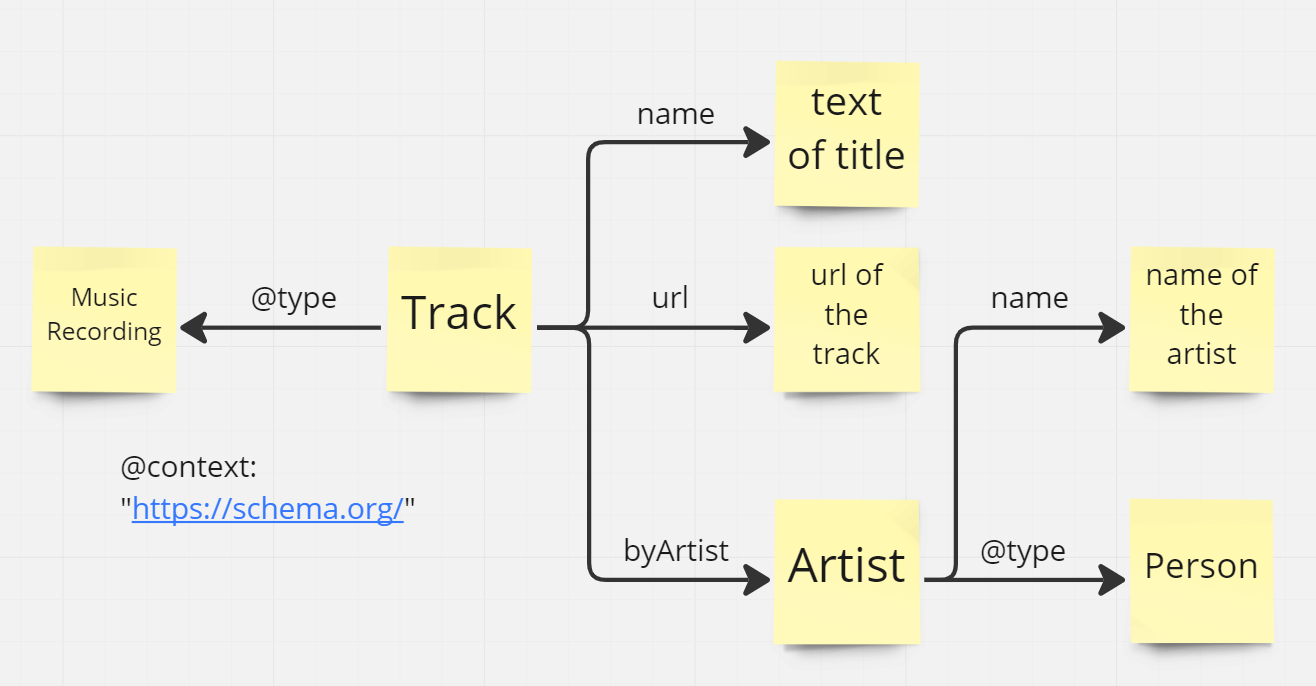 name
text
of title
Music
Recording
@type
Track
url
url of
the
track
name
name of
the
artist
@context:
"https://schema.org/"
byArtist
Artist
@type
Person